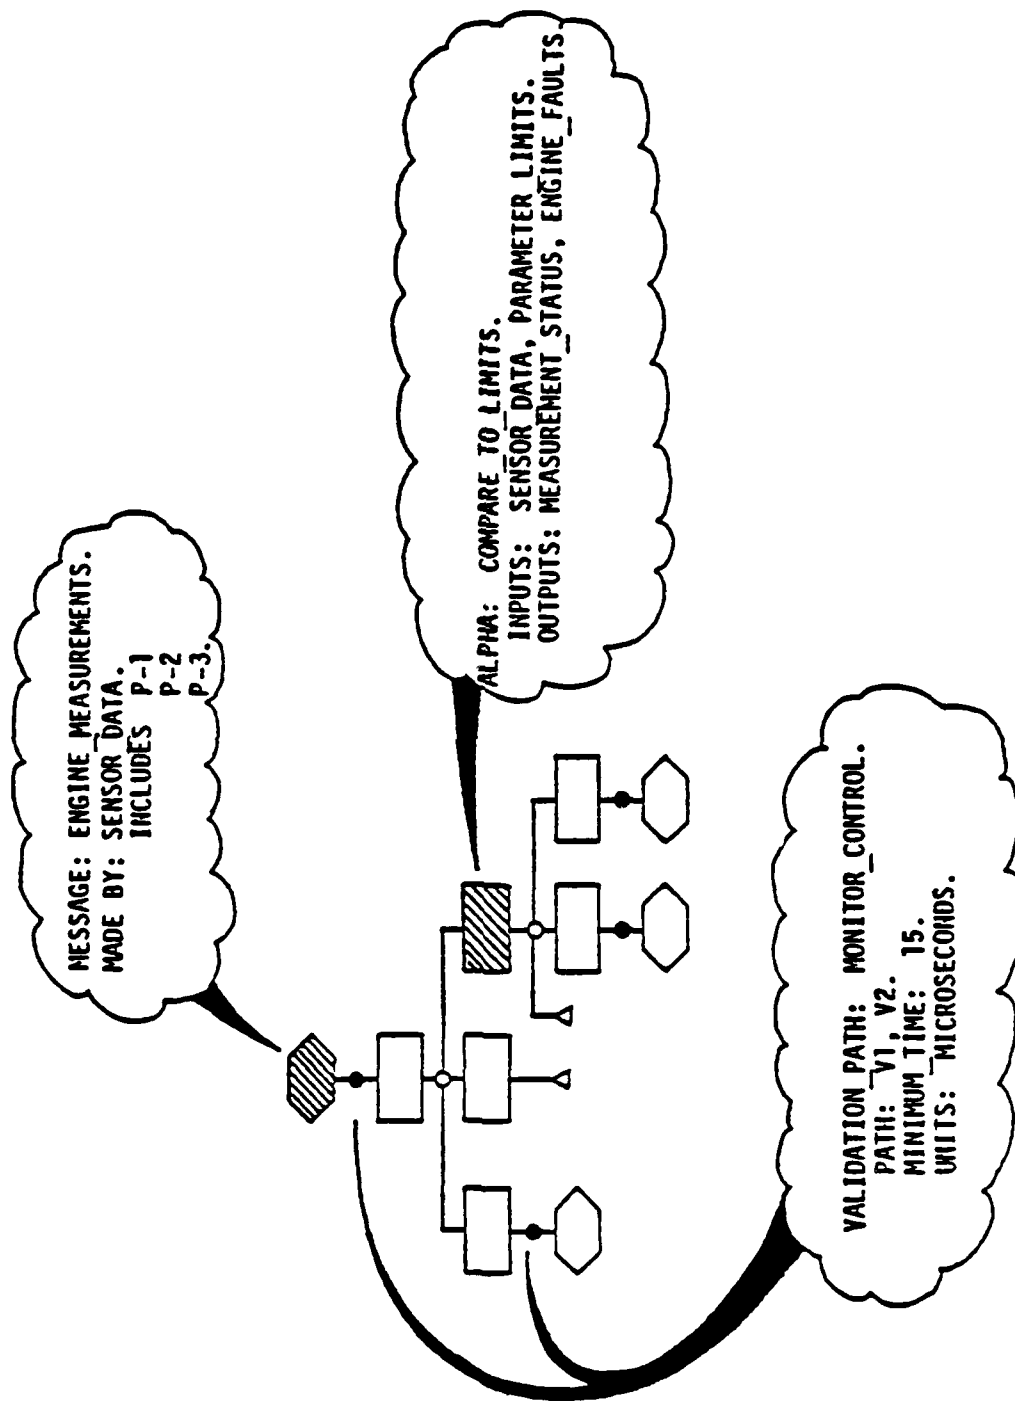 MESSAGE: ENGINE_MEASUREMENTS.
MADE BY: SENSOR_DATA.
INCLUDES P-1
P-2
P-3.
ALPHA: COMPARE_TO_LIMITS.
INPUTS: SENSOR_DATA, PARAMETER_LIMITS.
OUTPUTS: MEASUREMENT_STATUS, ENGINE_FAULTS.
VALIDATION_PATH: MONITOR_CONTROL.
PATH: V1, V2.
MINIMUM_TIME: 15.
UNITS: MICROSECONDS.